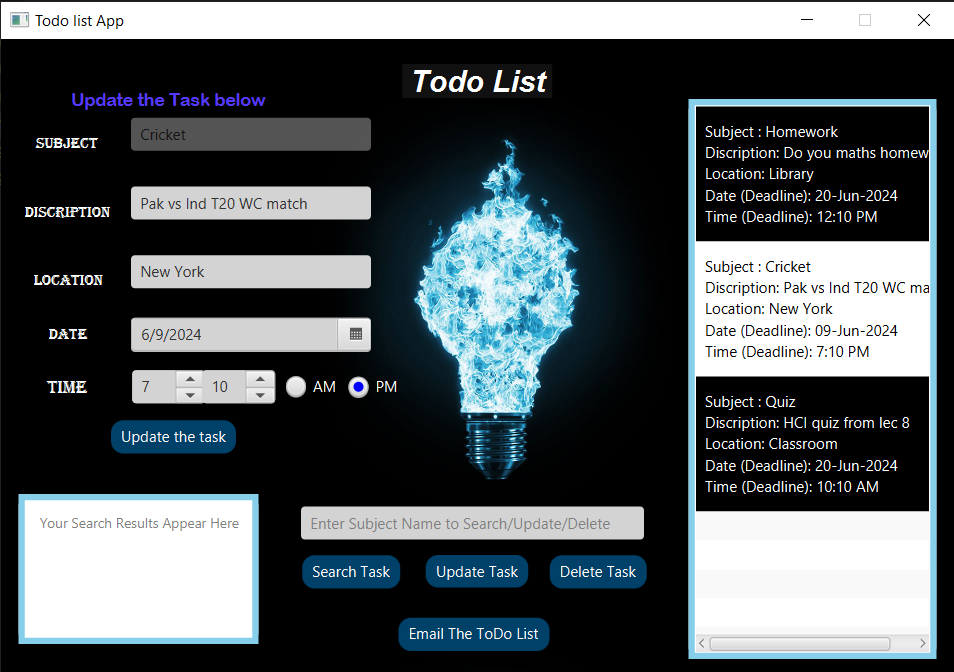 Todo list App
Todo List
Update the Task below
SUBJECT
Cricket
DISCRIPTION
Pak vs Ind T20 WC match
LOCATION
New York
DATE
6/9/2024
TIME
7
10
AM
PM
Update the task
Your Search Results Appear Here
Enter Subject Name to Search/Update/Delete
Search Task
Update Task
Delete Task
Email The ToDo List
Subject : Homework
Discription: Do you maths homew
Location: Library
Date (Deadline): 20-Jun-2024
Time (Deadline): 12:10 PM
Subject : Cricket
Discription: Pak vs Ind T20 WC ma
Location: New York
Date (Deadline): 09-Jun-2024
Time (Deadline): 7:10 PM
Subject : Quiz
Discription: HCI quiz from lec 8
Location: Classroom
Date (Deadline): 20-Jun-2024
Time (Deadline): 10:10 AM